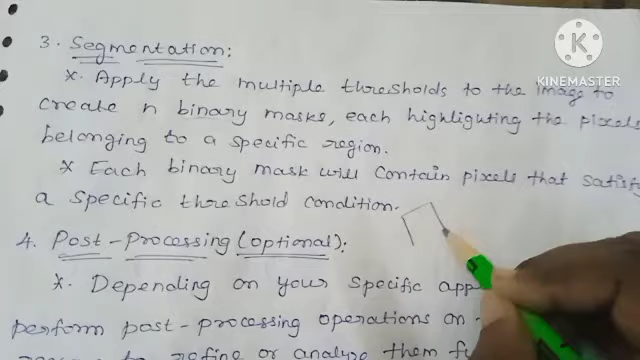 KINEMASTER
3. Segmentation:
* Apply the multiple thresholds to the image to
create n binary masks, each highlighting the pixels
belonging to a specific region.
* Each binary mask will contain pixels that satisfy
a specific threshold condition.
4. Post-Processing (optional):
* Depending on your specific
perform post-processing operations on
to refine or analyze them